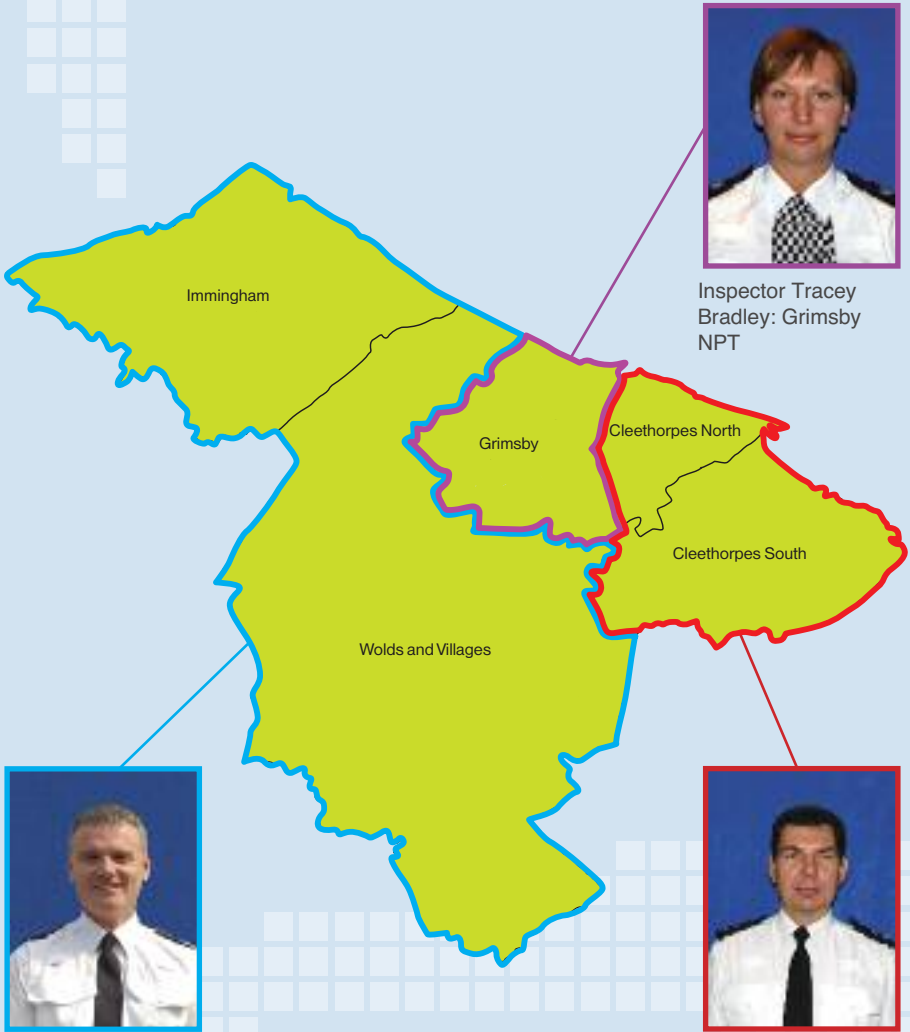 Inspector Tracey
Bradley: Grimsby
NPT
Immingham
Grimsby
Cleethorpes North
Cleethorpes South
Wolds and Villages